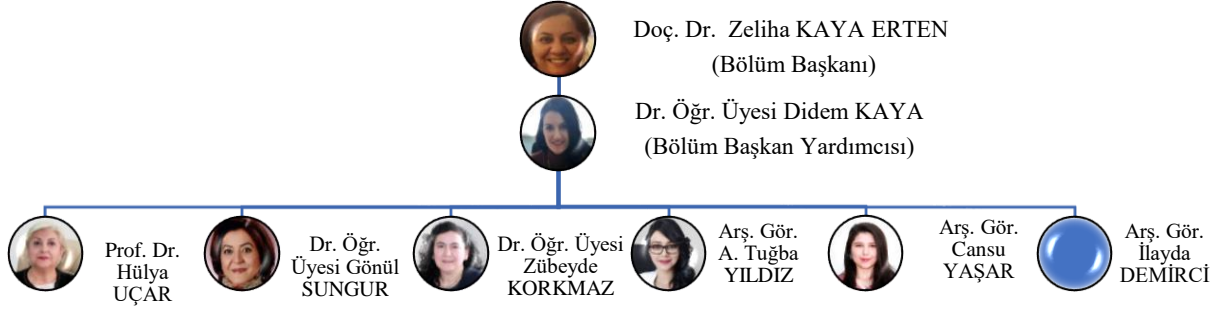 Doç. Dr. Zeliha KAYA ERTEN
(Bölüm Başkanı)
Dr. Öğr. Üyesi Didem KAYA
(Bölüm Başkan Yardımcısı)
Prof. Dr.
Hülya
UÇAR
Dr. Öğr.
Üyesi Gönül
SUNGUR
Dr. Öğr. Üyesi
Zübeyde
KORKMAZ
Arş. Gör.
A. Tuğba
YILDIZ
Arş. Gör.
Cansu
YAŞAR
Arş. Gör.
İlayda
DEMİRCİ